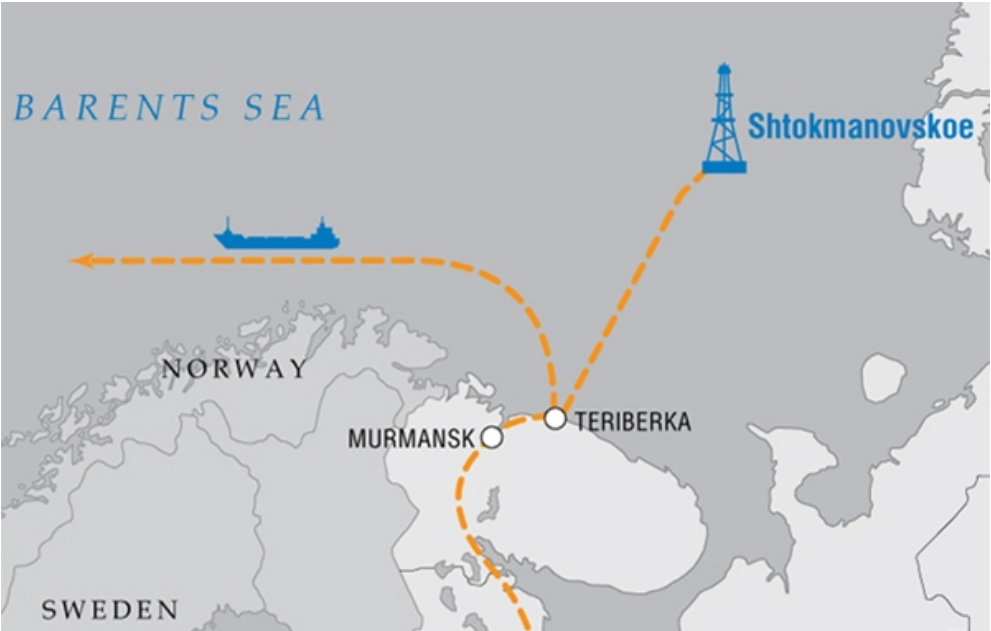 BARENTS SEA
Shtokmanovskoe
NORWAY
TERIBERKA
MURMANSK
SWEDEN